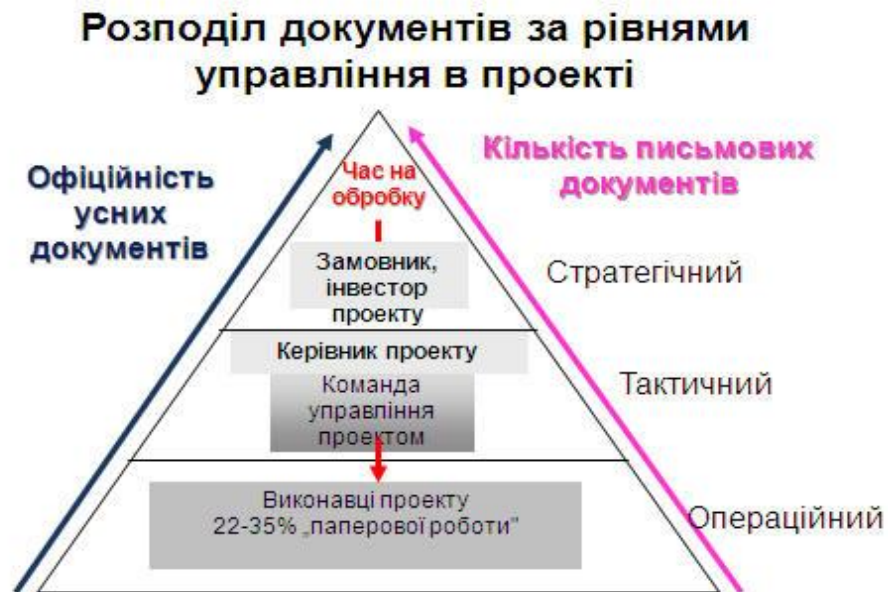 Розподіл документів за рівнями
управління в проекті
Офіційність
усних
документів
Час на
обробку
Кількість письмових
документів
Замовник,
інвестор
проекту
Стратегічний
Керівник проекту
Команда
управління
проектом
Тактичний
Виконавці проекту
22-35% „паперової роботи"
Операційний